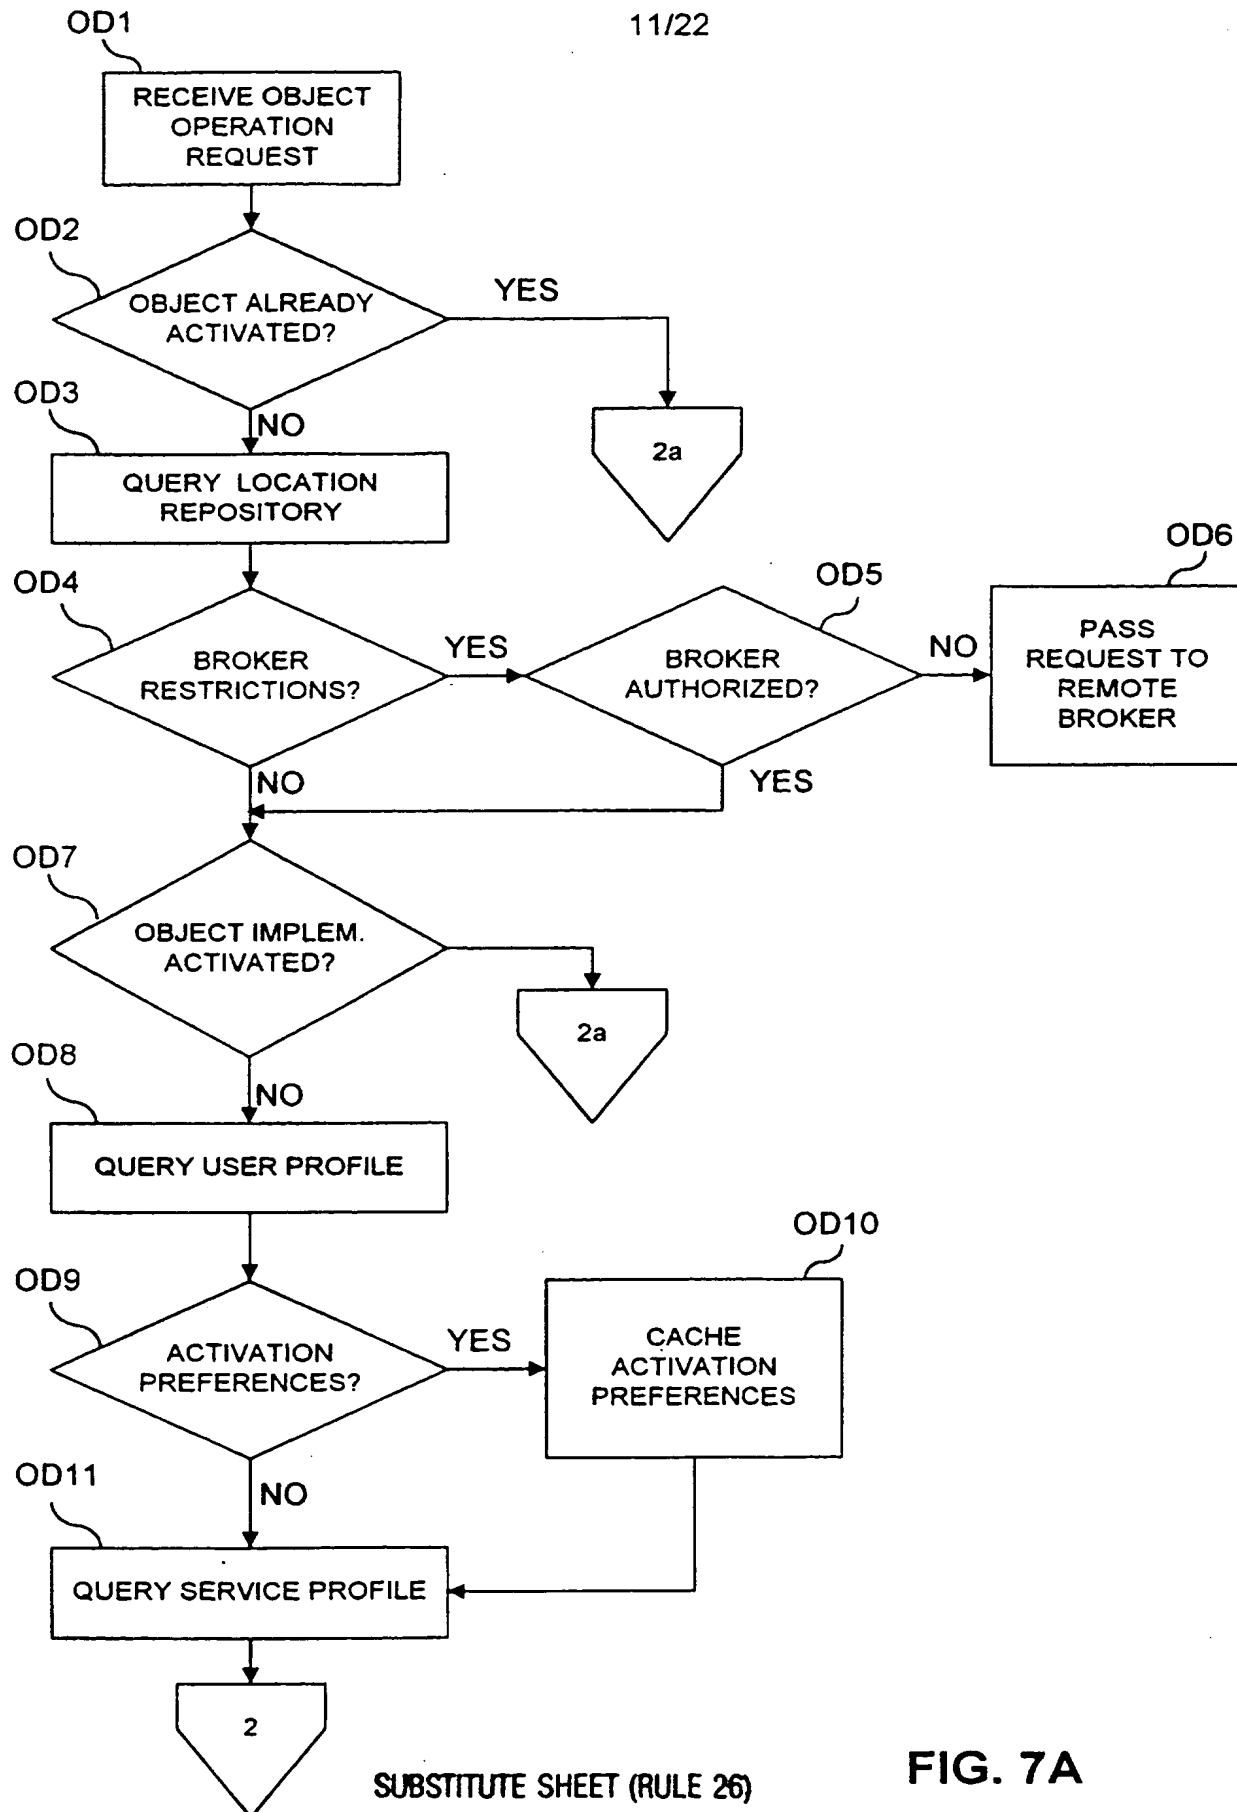 OD1
11/22
RECEIVE OBJECT
OPERATION
REQUEST
OD2
OBJECT ALREADY
ACTIVATED?
YES
2a
OD3
NO
QUERY LOCATION
REPOSITORY
OD4
BROKER
RESTRICTIONS?
YES
OD5
BROKER
AUTHORIZED?
NO
OD6
PASS
REQUEST TO
REMOTE
BROKER
NO
YES
OD7
OBJECT IMPLEM.
ACTIVATED?
2a
OD8
NO
QUERY USER PROFILE
OD9
ACTIVATION
PREFERENCES?
YES
OD10
CACHE
ACTIVATION
PREFERENCES
OD11
NO
QUERY SERVICE PROFILE
2
SUBSTITUTE SHEET (RULE 26)
FIG. 7A